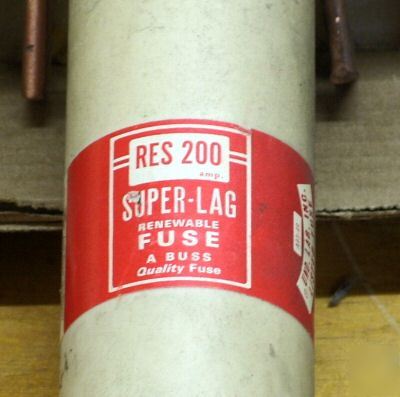 RES 200
amp.
SUPER-LAG
RENEWABLE
FUSE
A BUSS
Quality Fuse